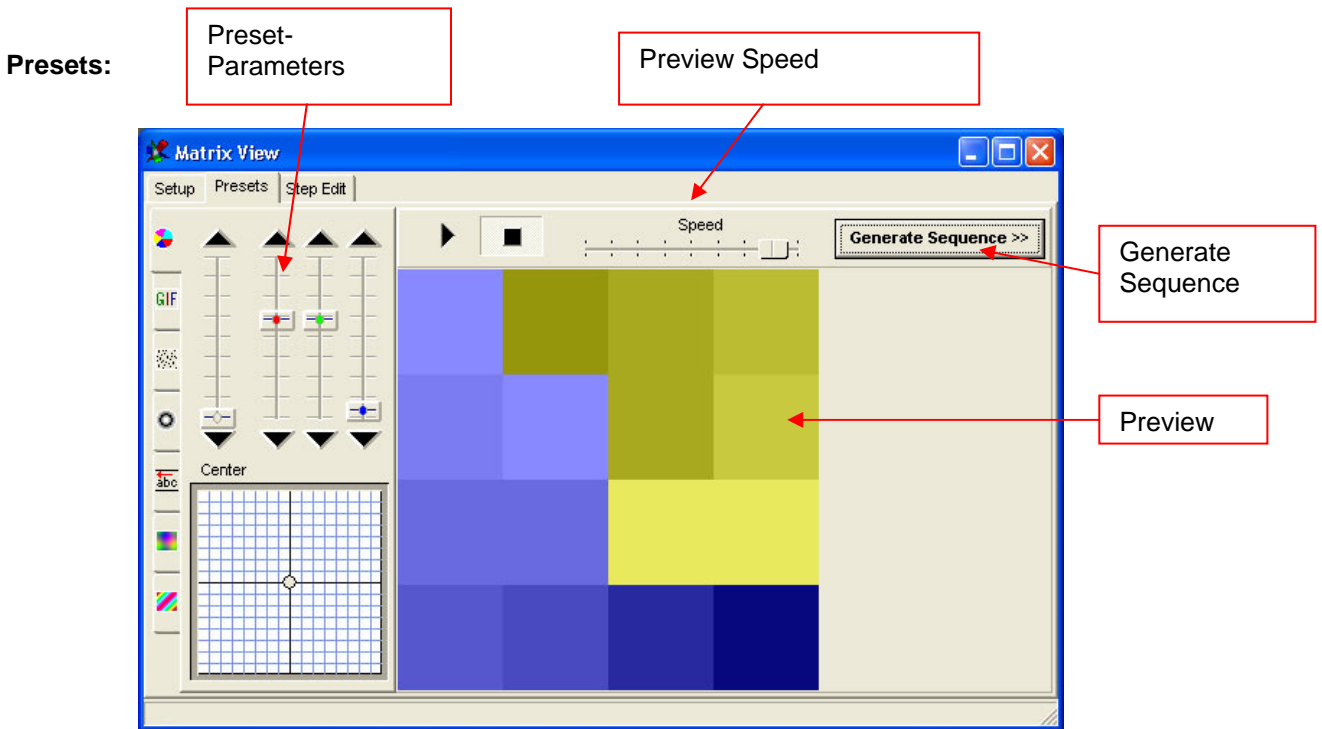 Presets:
Preset-
Parameters
Preview Speed
Matrix View
Setup Presets Step Edit
Speed
Generate Sequence >>
GIF
abc
Center
Generate
Sequence
Preview